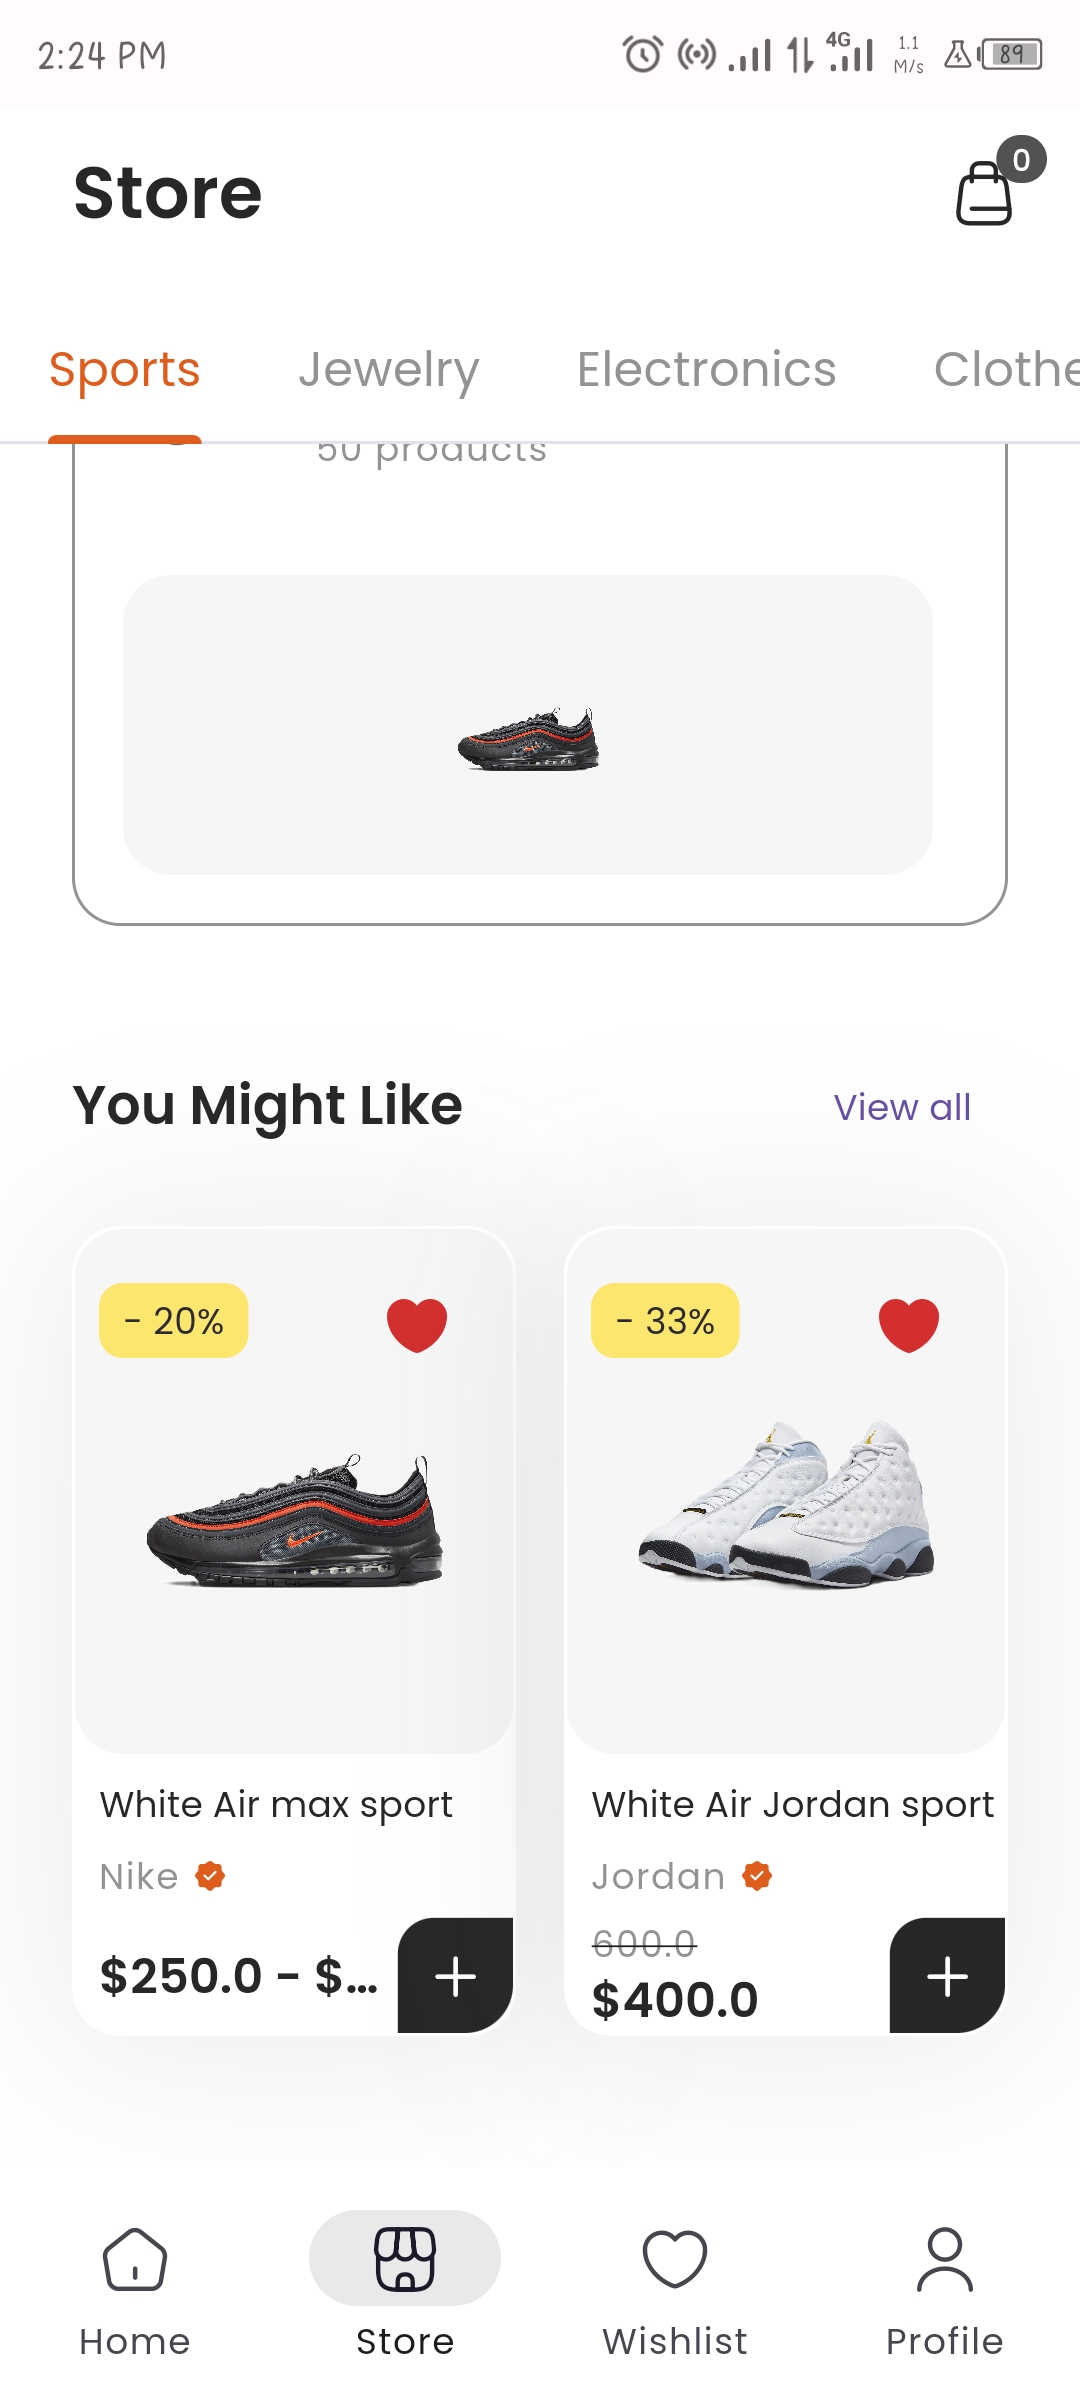 2:24 PM
4G
1.1
M/s
89
Store
0
Sports
Jewelry
Electronics
Clothe
50 products
You Might Like
View all
- 20%
- 33%
White Air max sport
White Air Jordan sport
Nike
Jordan
600.0
$250.0 - $...
$400.0
Home
Store
Wishlist
Profile